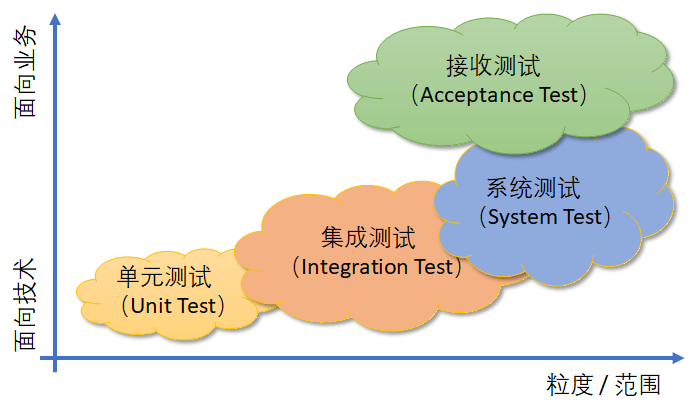 面向业务
接收测试
（Acceptance Test）
系统测试
（System Test）
集成测试
（Integration Test）
单元测试
（Unit Test）
面向技术
粒度 / 范围